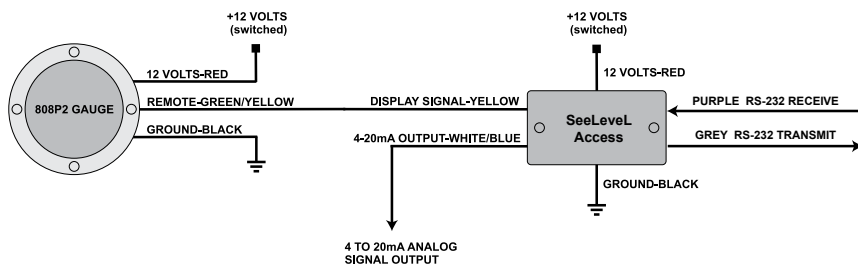 +12 VOLTS
(switched)
+12 VOLTS
(switched)
12 VOLTS-RED
12 VOLTS-RED
808P2 GAUGE
REMOTE-GREEN/YELLOW
DISPLAY SIGNAL-YELLOW
SeeLeveL
Access
PURPLE RS-232 RECEIVE
GROUND-BLACK
4-20mA OUTPUT-WHITE/BLUE
GREY RS-232 TRANSMIT
GROUND-BLACK
4 TO 20mA ANALOG
SIGNAL OUTPUT